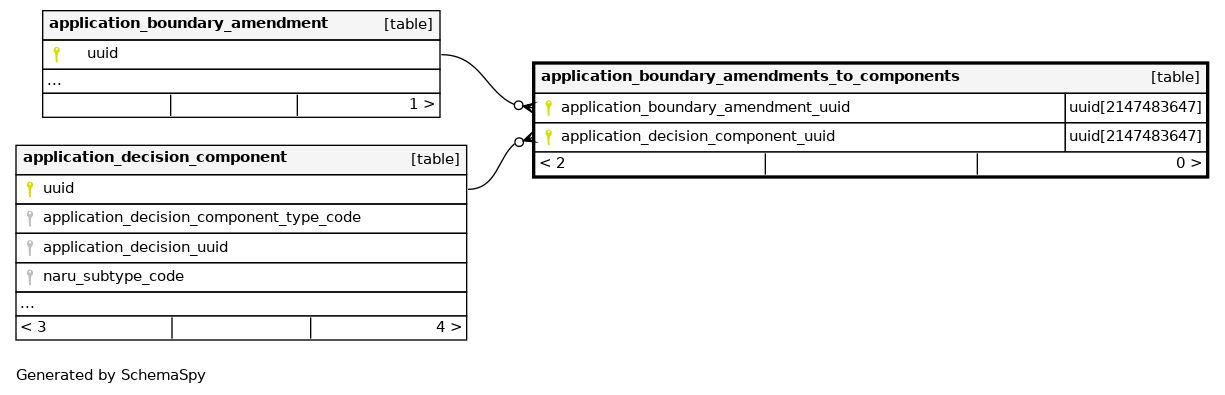 application_boundary_amendment [table]
uuid
...
1 >
application_boundary_amendments_to_components [table]
application_boundary_amendment_uuid uuid[2147483647]
application_decision_component_uuid uuid[2147483647]
< 2 0 >
application_decision_component [table]
uuid
application_decision_component_type_code
application_decision_uuid
naru_subtype_code
...
< 3 4 >
Generated by SchemaSpy